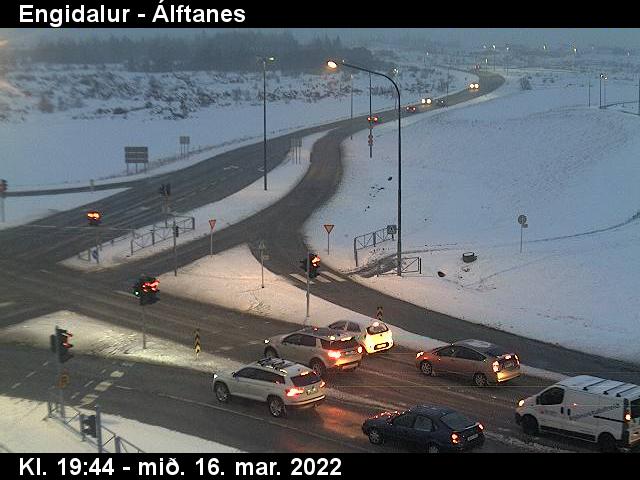 Engidalur - Álftanes
Kl. 19:44 - mið. 16. mar. 2022